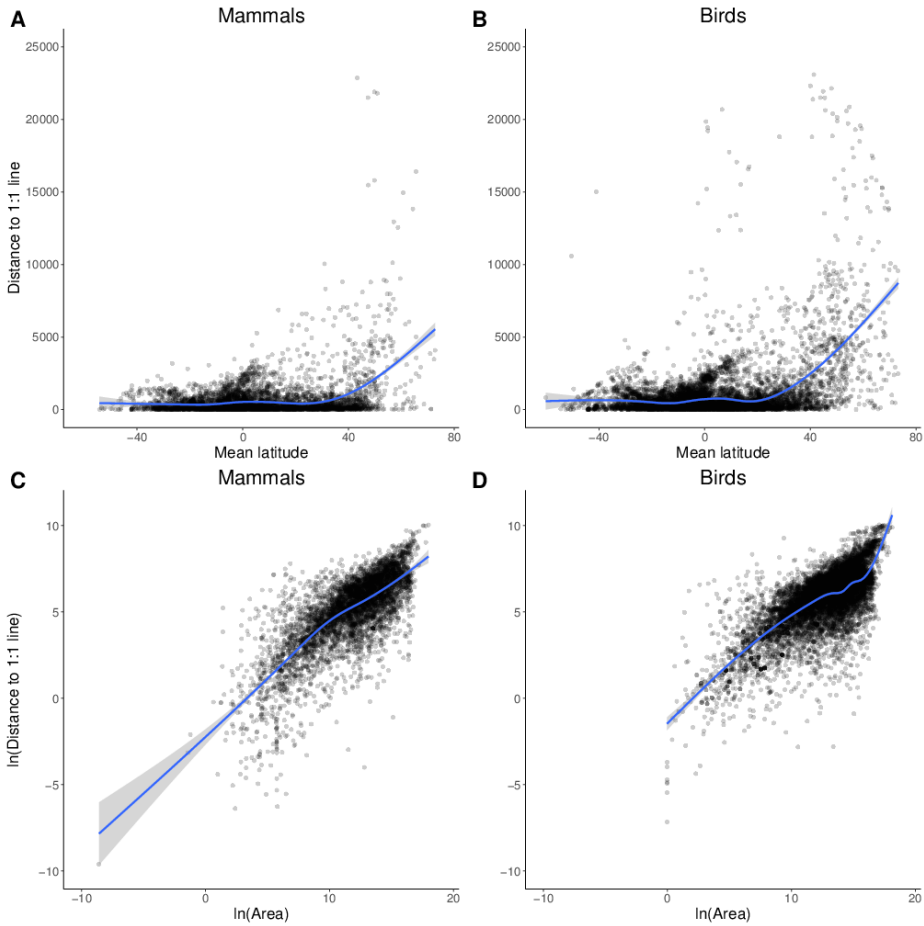 A Mammals
B Birds
Distance to 1:1 line
25000
20000
15000
10000
5000
0
−40 0 40 80
Mean latitude
25000
20000
15000
10000
5000
0
−40 0 40 80
Mean latitude
C Mammals
D Birds
ln(Distance to 1:1 line)
10
5
0
−5
−10
−10 0 10 20
ln(Area)
10
5
0
−5
−10
−10 0 10 20
ln(Area)